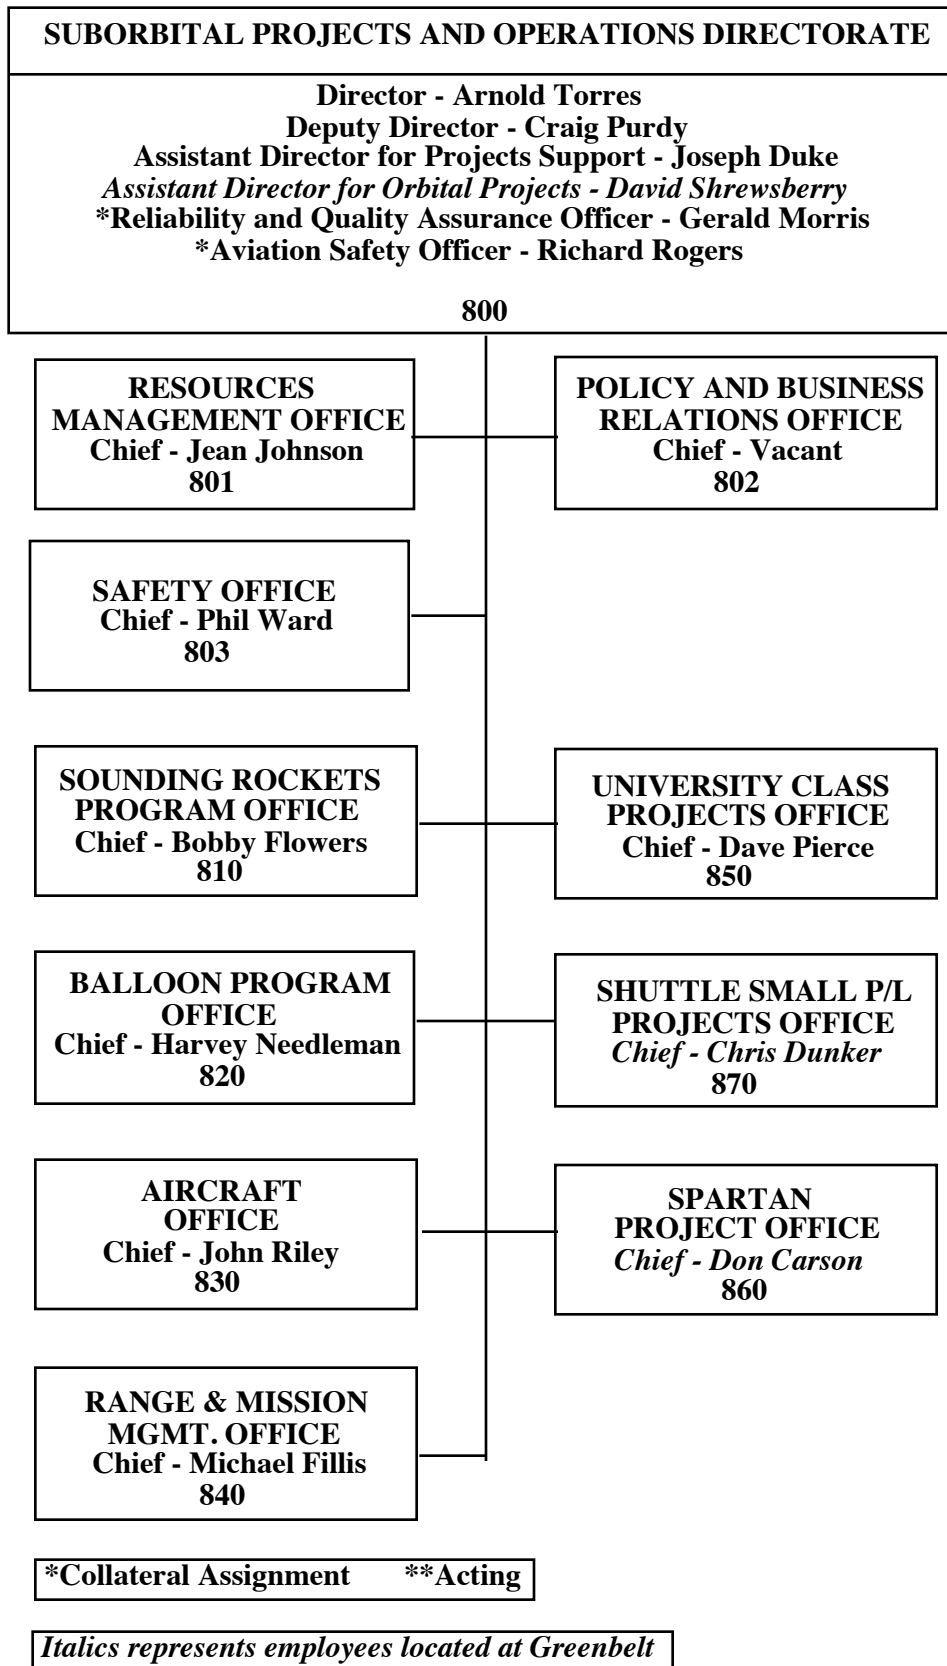 SUBORBITAL PROJECTS AND OPERATIONS DIRECTORATE
Director - Arnold Torres
Deputy Director - Craig Purdy
Assistant Director for Projects Support - Joseph Duke
Assistant Director for Orbital Projects - David Shrewsberry
*Reliability and Quality Assurance Officer - Gerald Morris
*Aviation Safety Officer - Richard Rogers
800
RESOURCES
MANAGEMENT OFFICE
Chief - Jean Johnson
801
POLICY AND BUSINESS
RELATIONS OFFICE
Chief - Vacant
802
SAFETY OFFICE
Chief - Phil Ward
803
SOUNDING ROCKETS
PROGRAM OFFICE
Chief - Bobby Flowers
810
UNIVERSITY CLASS
PROJECTS OFFICE
Chief - Dave Pierce
850
BALLOON PROGRAM
OFFICE
Chief - Harvey Needleman
820
SHUTTLE SMALL P/L
PROJECTS OFFICE
Chief - Chris Dunker
870
AIRCRAFT
OFFICE
Chief - John Riley
830
SPARTAN
PROJECT OFFICE
Chief - Don Carson
860
RANGE & MISSION
MGMT. OFFICE
Chief - Michael Fillis
840
*Collateral Assignment **Acting
Italics represents employees located at Greenbelt